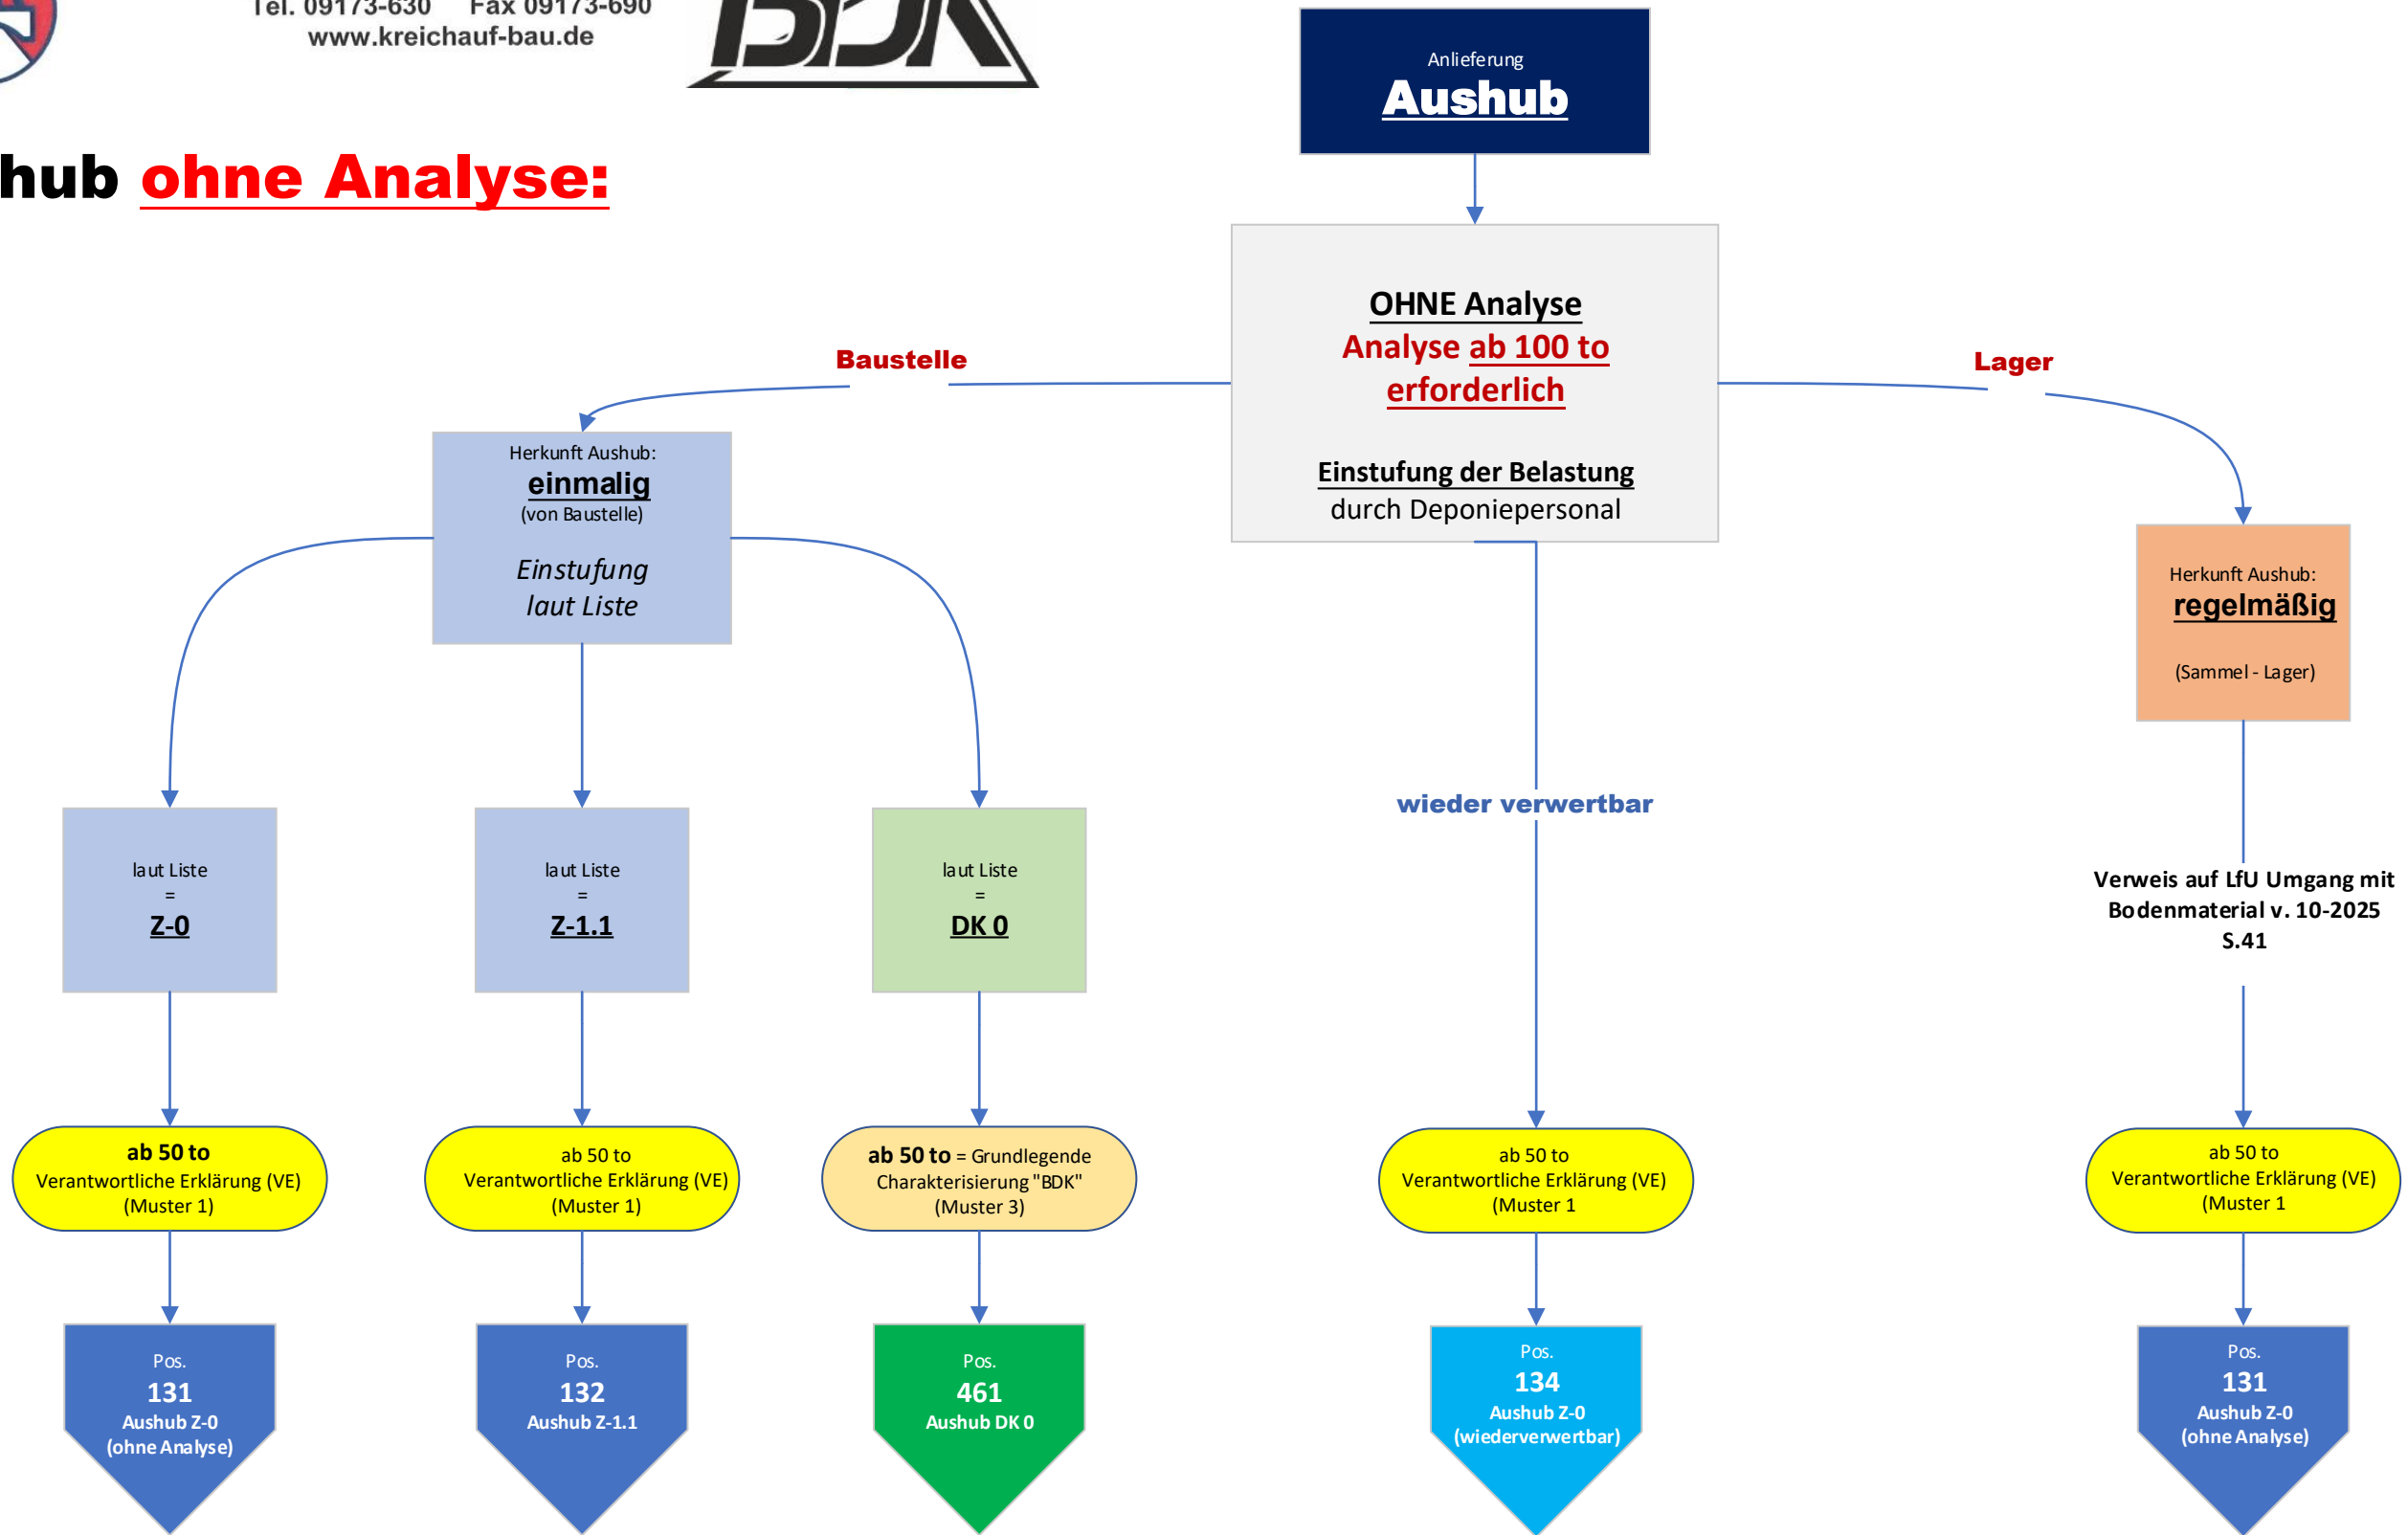 Tel. 09173-630 Fax 09173-690
www.kreichauf-bau.de
BDK
Anlieferung
Aushub
hub ohne Analyse:
OHNE Analyse
Analyse ab 100 to
erforderlich
Einstufung der Belastung
durch Deponiepersonal
Baustelle
Lager
Herkunft Aushub:
einmalig
(von Baustelle)
Einstufung
laut Liste
Herkunft Aushub:
regelmäßig
(Sammel - Lager)
laut Liste
=
Z-0
laut Liste
=
Z-1.1
laut Liste
=
DK 0
wieder verwertbar
Verweis auf LfU Umgang mit
Bodenmaterial v. 10-2025
S.41
ab 50 to
Verantwortliche Erklärung (VE)
(Muster 1)
ab 50 to
Verantwortliche Erklärung (VE)
(Muster 1)
ab 50 to = Grundlegende
Charakterisierung "BDK"
(Muster 3)
ab 50 to
Verantwortliche Erklärung (VE)
(Muster 1
ab 50 to
Verantwortliche Erklärung (VE)
(Muster 1
Pos.
131
Aushub Z-0
(ohne Analyse)
Pos.
132
Aushub Z-1.1
Pos.
461
Aushub DK 0
Pos.
134
Aushub Z-0
(wiederverwertbar)
Pos.
131
Aushub Z-0
(ohne Analyse)